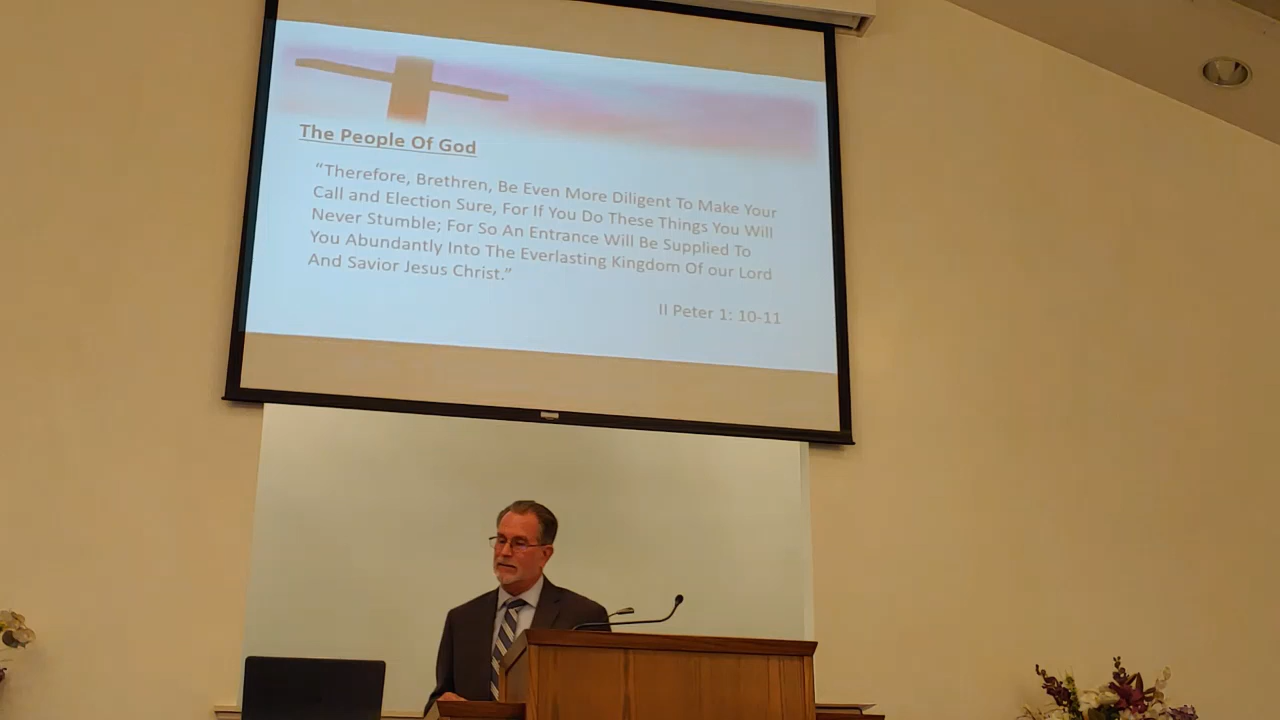 The People Of God
“Therefore, Brethren, Be Even More Diligent To Make Your
Call and Election Sure, For If You Do These Things You Will
Never Stumble; For So An Entrance Will Be Supplied To
You Abundantly Into The Everlasting Kingdom Of our Lord
And Savior Jesus Christ.”
II Peter 1: 10-11